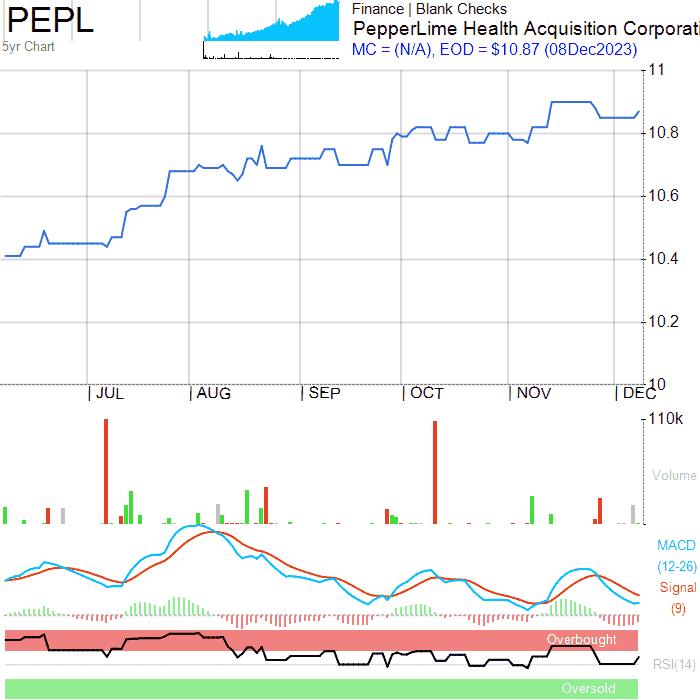 PEPL
5yr Chart
Finance | Blank Checks
PepperLime Health Acquisition Corporati
MC = (N/A), EOD = $10.87 (08Dec2023)
11
10.8
10.6
10.4
10.2
10
JUL AUG SEP OCT NOV DEC
110k
Volume
MACD
(12-26)
Signal
(9)
Overbought
RSI(14)
Oversold